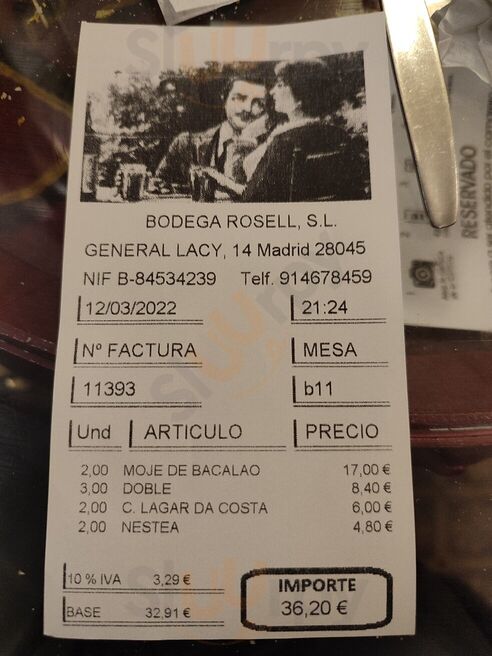 BODEGA ROSELL, S.L.
GENERAL LACY, 14 Madrid 28045
NIF B-84534239 Telf. 914678459
12/03/2022 21:24
Nº FACTURA MESA
11393 b11
Und ARTICULO PRECIO
2,00 MOJE DE BACALAO 17,00 €
3,00 DOBLE 8,40 €
2,00 C. LAGAR DA COSTA 6,00 €
2,00 NESTEA 4,80 €
10 % IVA 3,29 €
BASE 32,91 €
IMPORTE
36,20 €
RESERVADO